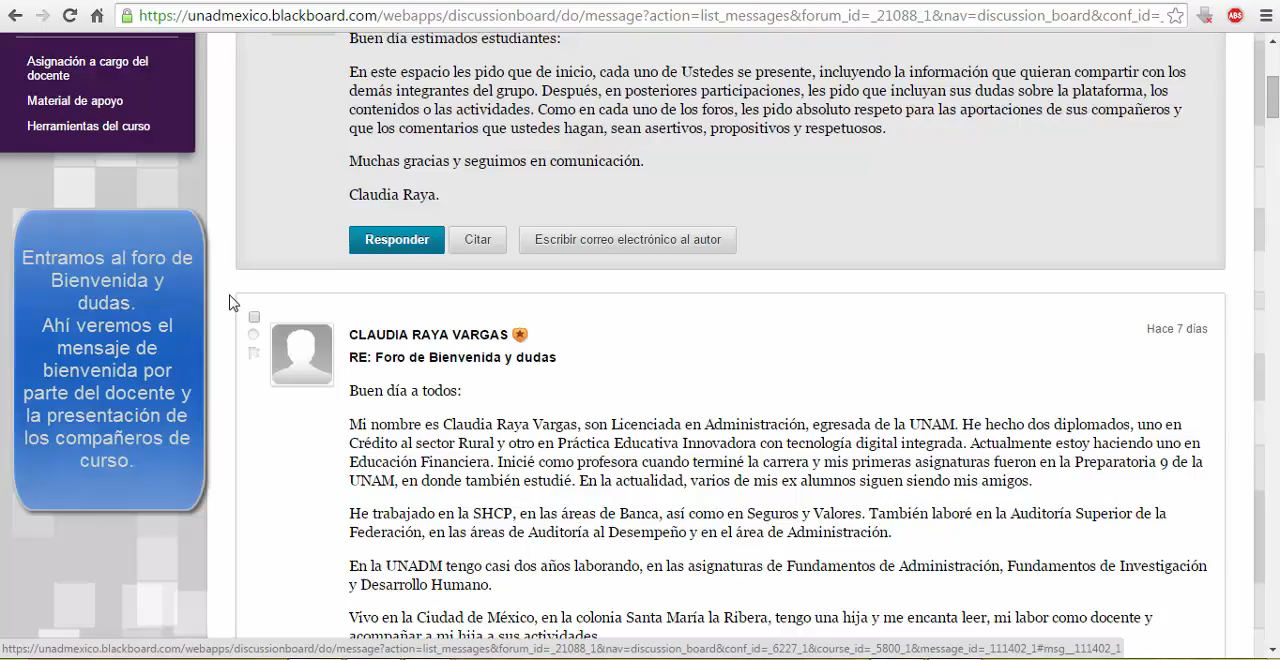 https://unadmexico.blackboard.com/webapps/discussionboard/do/message?action=list_messages&forum_id=_21088_1&nav=discussion_board&conf_id=_
ABS
Asignación a cargo del
docente
Material de apoyo
Herramientas del curso
Entramos al foro de
Bienvenida y
dudas.
Ahí veremos el
mensaje de
bienvenida por
parte del docente y
la presentación de
los compañeros de
curso.
Buen día estimados estudiantes:
En este espacio les pido que de inicio, cada uno de Ustedes se presente, incluyendo la información que quieran compartir con los
demás integrantes del grupo. Después, en posteriores participaciones, les pido que incluyan sus dudas sobre la plataforma, los
contenidos o las actividades. Como en cada uno de los foros, les pido absoluto respeto para las aportaciones de sus compañeros y
que los comentarios que ustedes hagan, sean asertivos, propositivos y respetuosos.
Muchas gracias y seguimos en comunicación.
Claudia Raya.
Responder Citar Escribir correo electrónico al autor
CLAUDIA RAYA VARGAS Hace 7 días
RE: Foro de Bienvenida y dudas
Buen día a todos:
Mi nombre es Claudia Raya Vargas, son Licenciada en Administración, egresada de la UNAM. He hecho dos diplomados, uno en
Crédito al sector Rural y otro en Práctica Educativa Innovadora con tecnología digital integrada. Actualmente estoy haciendo uno en
Educación Financiera. Inicié como profesora cuando terminé la carrera y mis primeras asignaturas fueron en la Preparatoria 9 de la
UNAM, en donde también estudié. En la actualidad, varios de mis ex alumnos siguen siendo mis amigos.
He trabajado en la SHCP, en las áreas de Banca, así como en Seguros y Valores. También laboré en la Auditoría Superior de la
Federación, en las áreas de Auditoría al Desempeño y en el área de Administración.
En la UNADM tengo casi dos años laborando, en las asignaturas de Fundamentos de Administración, Fundamentos de Investigación
y Desarrollo Humano.
Vivo en la Ciudad de México, en la colonia Santa María la Ribera, tengo una hija y me encanta leer, mi labor como docente y
acompañar a mi hija a sus actividades.
https://unadmexico.blackboard.com/webapps/discussionboard/do/message?action=list_messages&forum_id=_21088_1&nav=discussion_board&conf_id=_6227_1&course_id=_5800_1&message_id=_111402_1#msg__111402_1